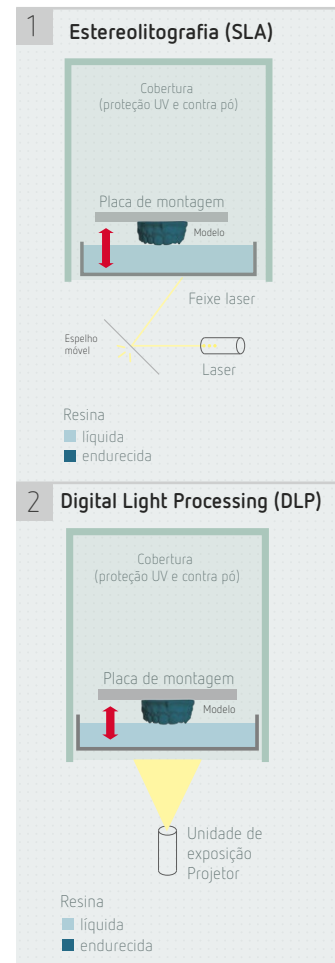 1
Estereolitografia (SLA)
Cobertura
(proteção UV e contra pó)
Placa de montagem
Modelo
Feixe laser
Espelho
móvel
Laser
Resina
líquida
endurecida
2
Digital Light Processing (DLP)
Cobertura
(proteção UV e contra pó)
Placa de montagem
Modelo
Unidade de
exposição
Projetor
Resina
líquida
endurecida